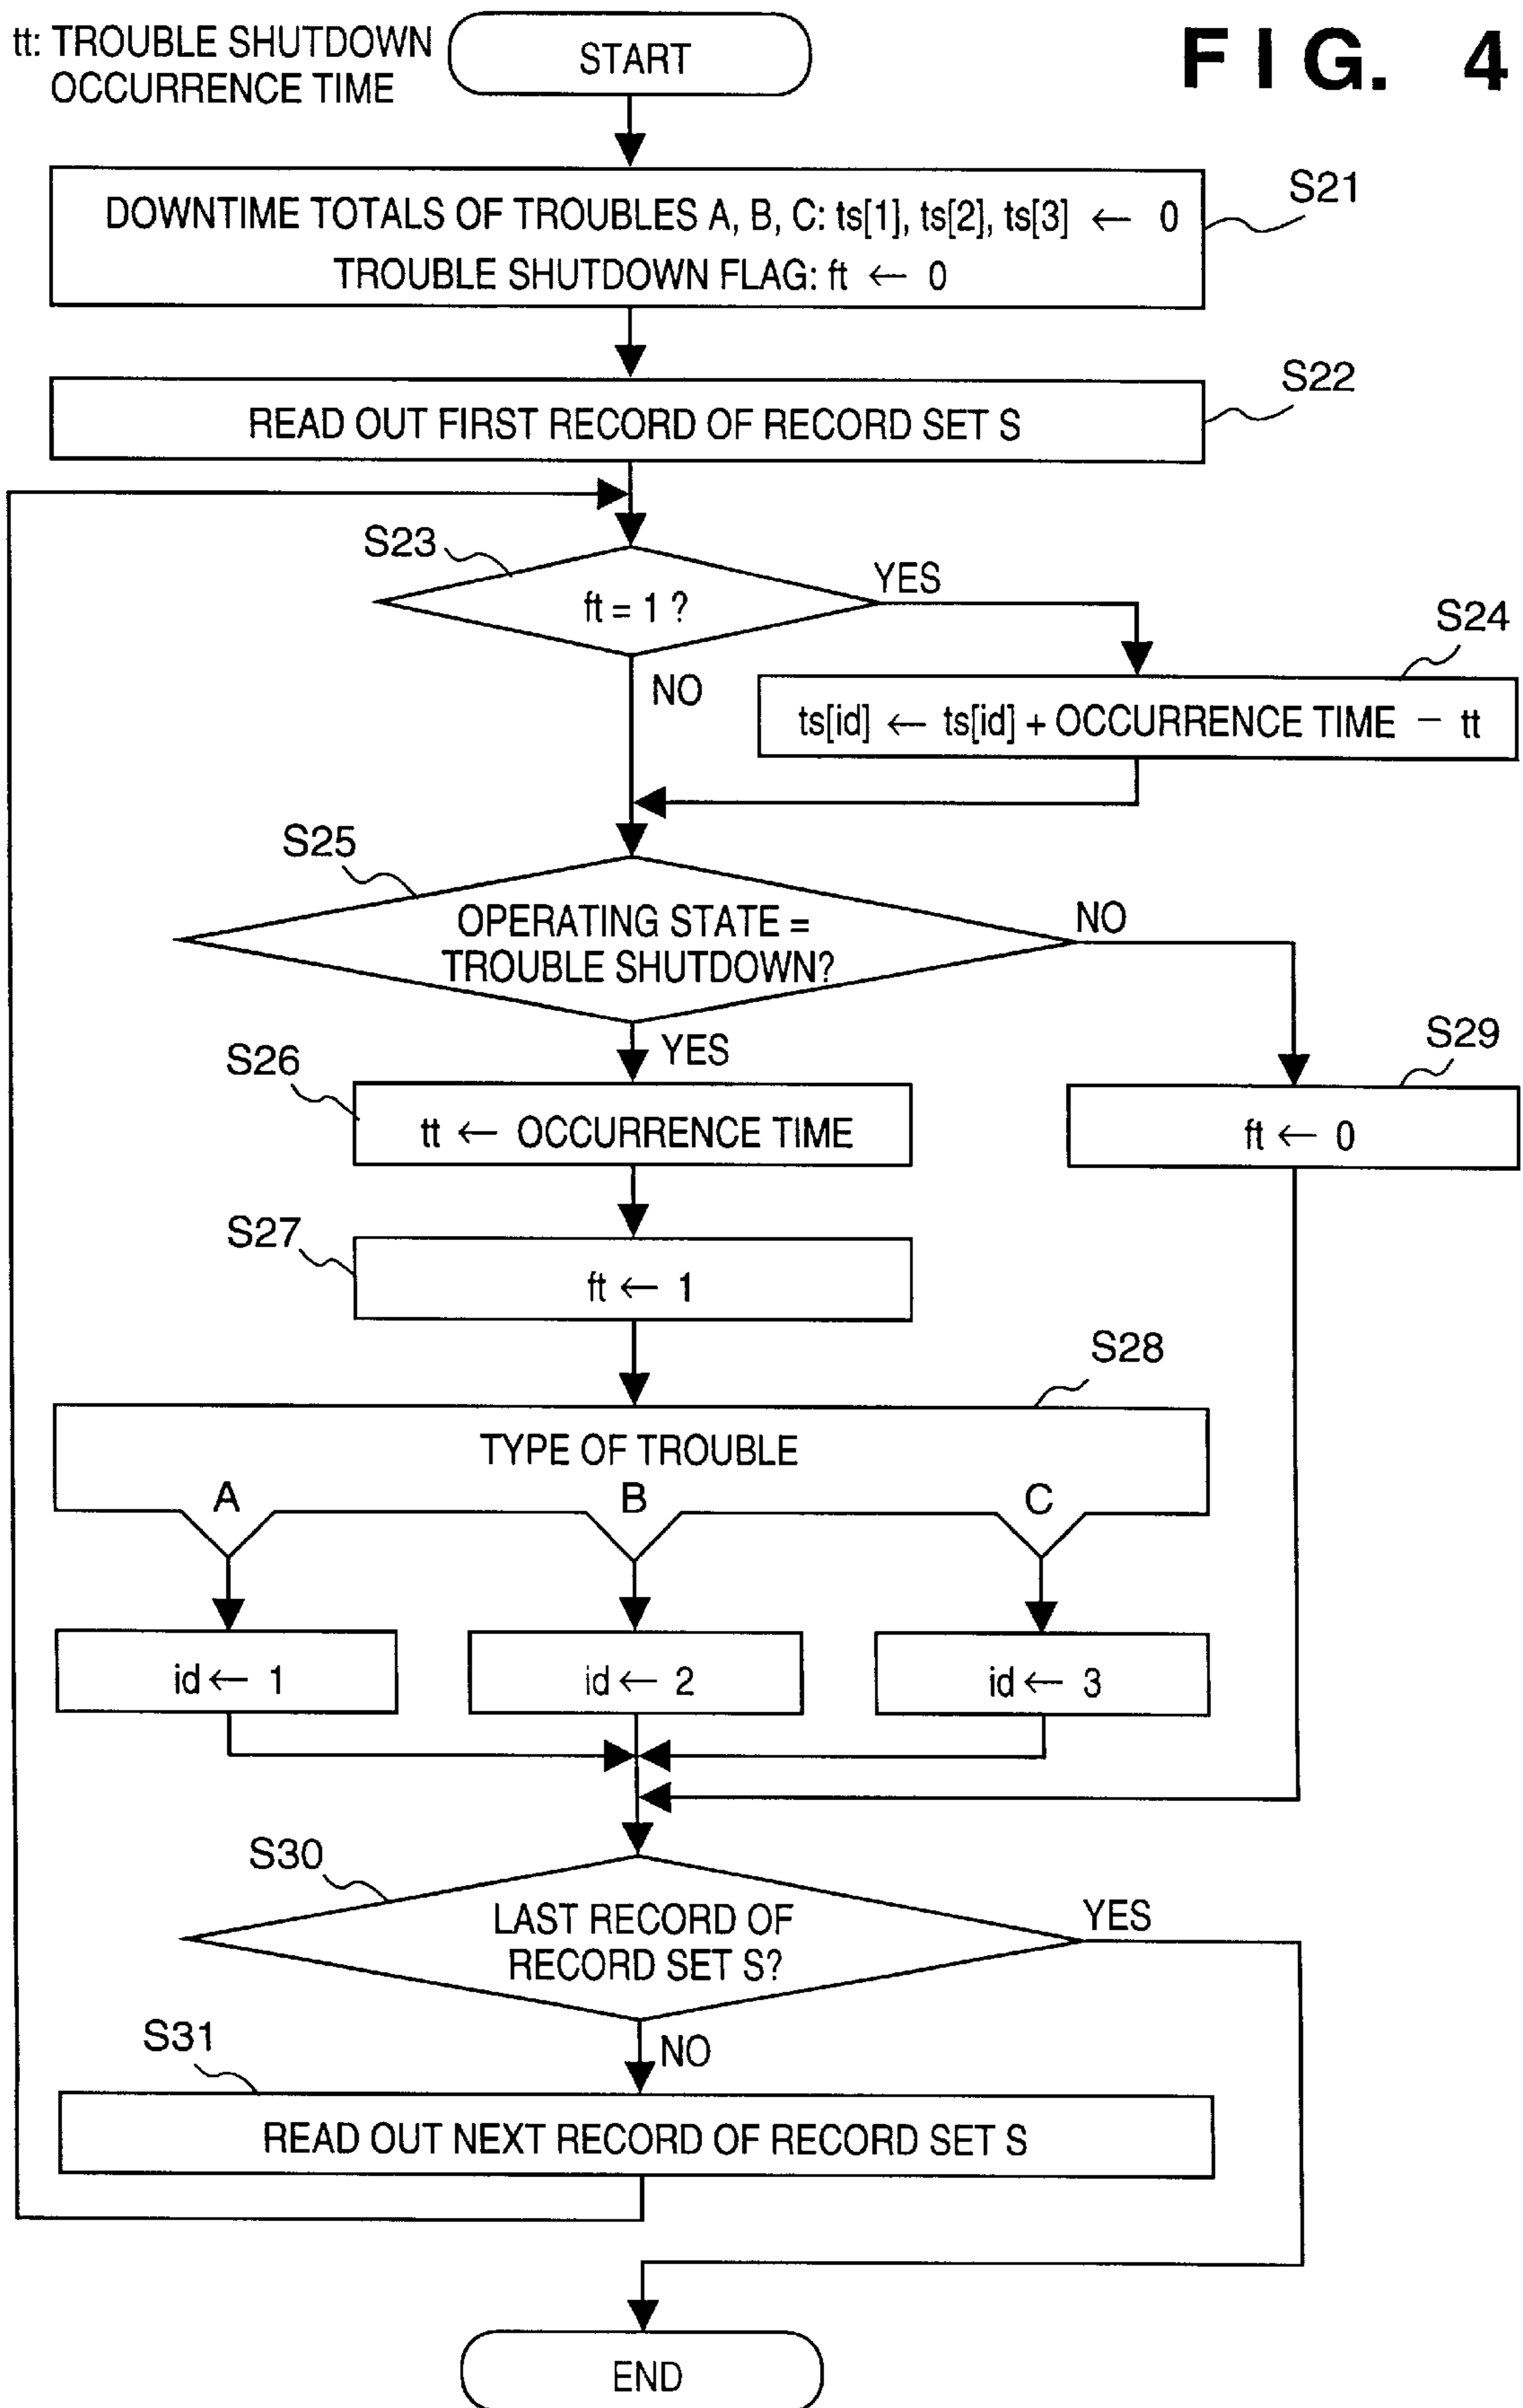 tt: TROUBLE SHUTDOWN
OCCURRENCE TIME
START
FIG. 4
S21
DOWNTIME TOTALS OF TROUBLES A, B, C: ts[1], ts[2], ts[3] ← 0
TROUBLE SHUTDOWN FLAG: ft ← 0
S22
READ OUT FIRST RECORD OF RECORD SET S
S23
ft = 1 ?
YES
NO
S24
ts[id] ← ts[id] + OCCURRENCE TIME − tt
S25
OPERATING STATE =
TROUBLE SHUTDOWN?
NO
YES
S26
tt ← OCCURRENCE TIME
S29
ft ← 0
S27
ft ← 1
S28
TYPE OF TROUBLE
A B C
id ← 1
id ← 2
id ← 3
S30
LAST RECORD OF
RECORD SET S?
YES
NO
S31
READ OUT NEXT RECORD OF RECORD SET S
END